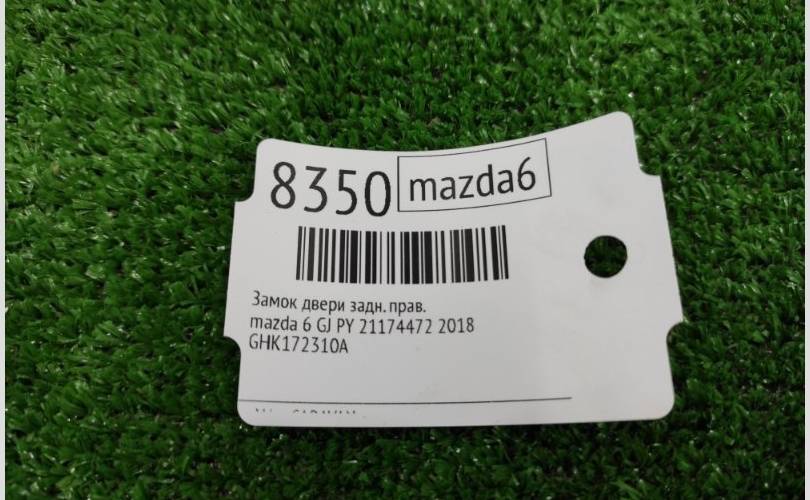 8350 mazda6
Замок двери задн. прав.
mazda 6 GJ PY 21174472 2018
GHK172310A